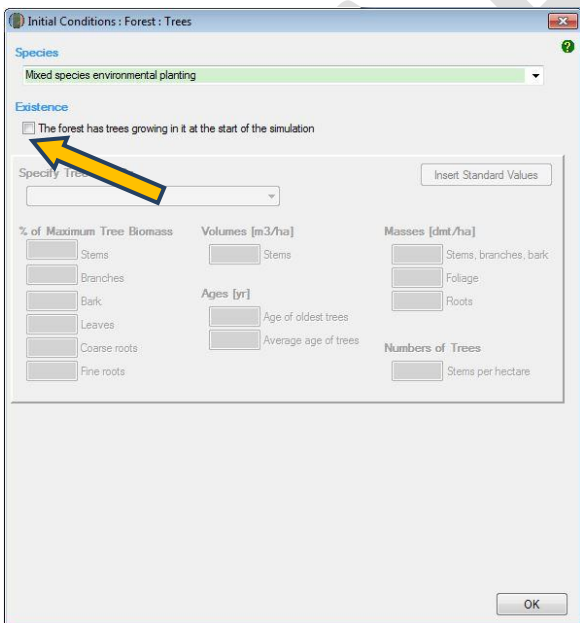 Initial Conditions : Forest : Trees
Species
Mixed species environmental planting
Existence
The forest has trees growing in it at the start of the simulation
Specify Tree
Insert Standard Values
% of Maximum Tree Biomass
Stems
Branches
Bark
Leaves
Coarse roots
Fine roots
Volumes [m3/ha]
Stems
Ages [yr]
Age of oldest trees
Average age of trees
Masses [dmt/ha]
Stems, branches, bark
Foliage
Roots
Numbers of Trees
Stems per hectare
OK